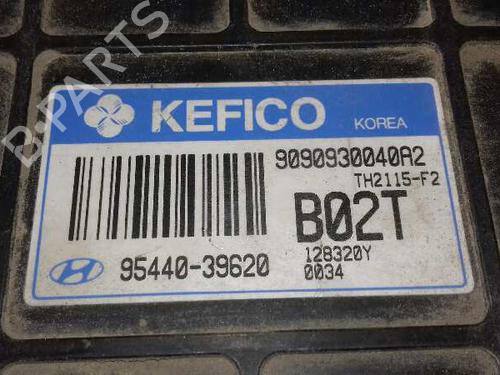 KEFICO
KOREA
9090930040A2
TH2115-F2
B02T
128320Y
0034
95440-39620
B-PARTS